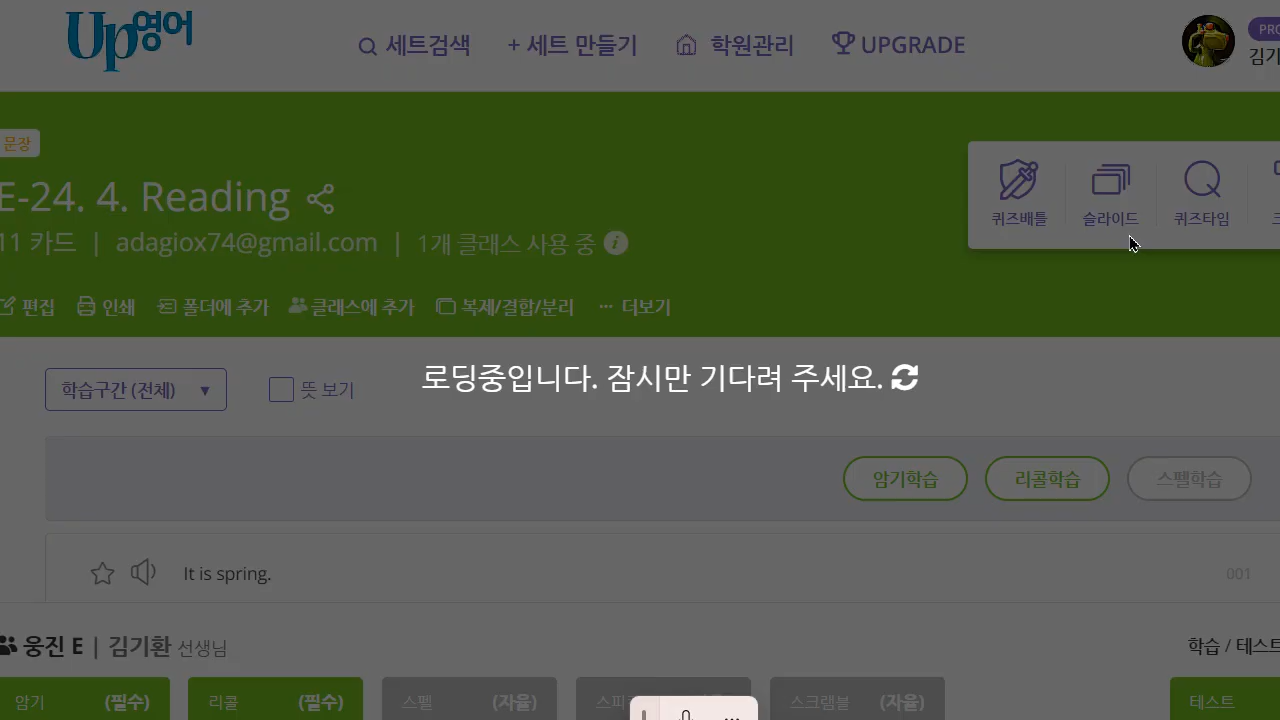 Up영어
세트검색
+ 세트 만들기
학원관리
UPGRADE
PRO
문장
E-24. 4. Reading
퀴즈배틀
슬라이드
퀴즈타임
11 카드 | adagiox74@gmail.com | 1개 클래스 사용 중
편집
인쇄
폴더에 추가
클래스에 추가
복제/결합/분리
더보기
로딩중입니다. 잠시만 기다려 주세요.
학습구간 (전체)
뜻 보기
암기학습
리콜학습
스펠학습
It is spring.
001
웅진 E | 김기환 선생님
학습 / 테스트
암기 (필수)
리콜 (필수)
스펠 (자율)
스크램블 (자율)
테스트